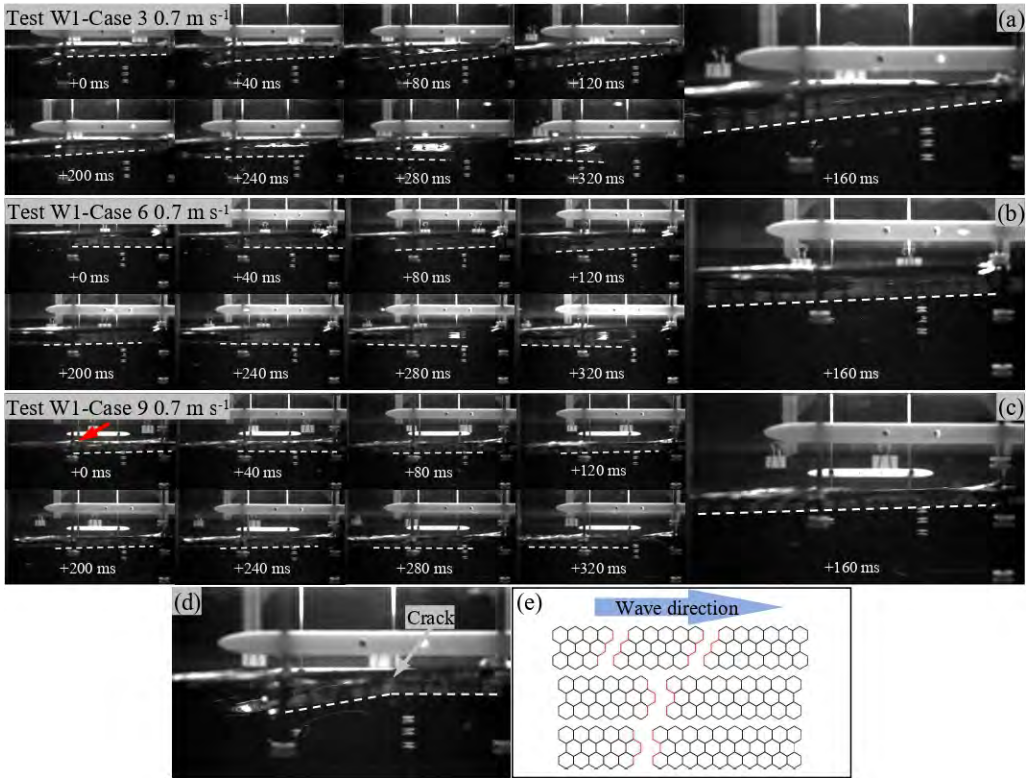 Test W1-Case 3 0.7 m s⁻¹
(a)
+0 ms
+40 ms
+80 ms
+120 ms
+200 ms
+240 ms
+280 ms
+320 ms
+160 ms
Test W1-Case 6 0.7 m s⁻¹
(b)
+0 ms
+40 ms
+80 ms
+120 ms
+200 ms
+240 ms
+280 ms
+320 ms
+160 ms
Test W1-Case 9 0.7 m s⁻¹
(c)
+0 ms
+40 ms
+80 ms
+120 ms
+200 ms
+240 ms
+280 ms
+320 ms
+160 ms
(d)
Crack
(e)
Wave direction